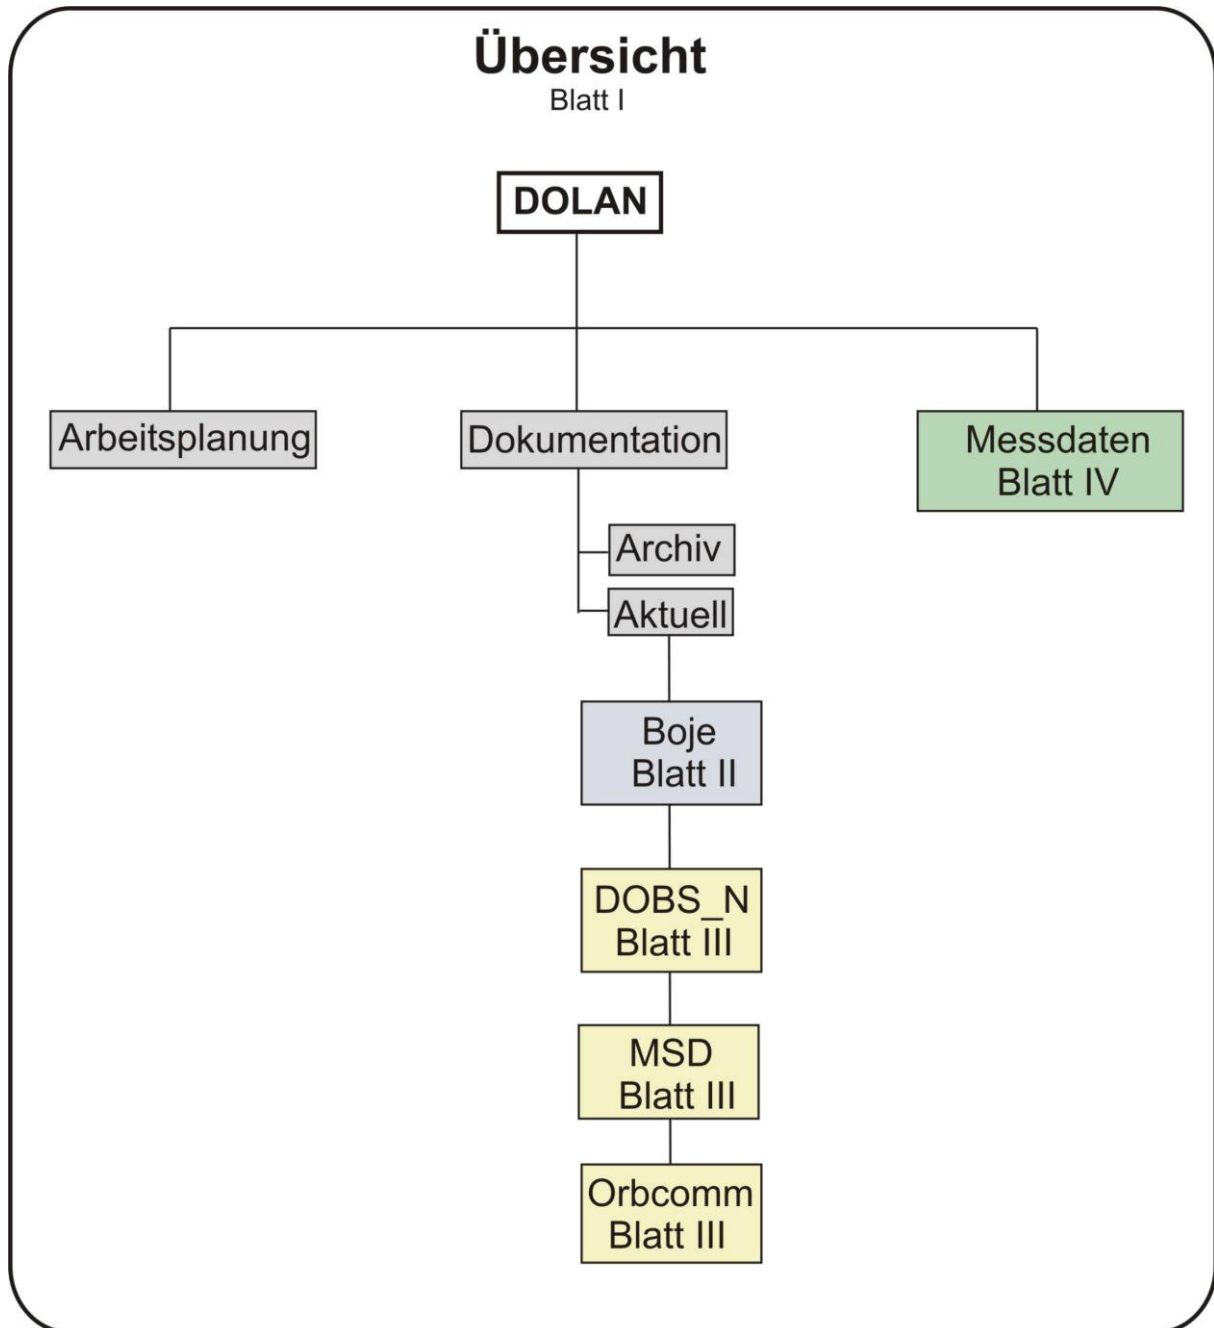 Übersicht
Blatt I
DOLAN
Arbeitsplanung
Dokumentation
Messdaten
Blatt IV
Archiv
Aktuell
Boje
Blatt II
DOBS_N
Blatt III
MSD
Blatt III
Orbcomm
Blatt III